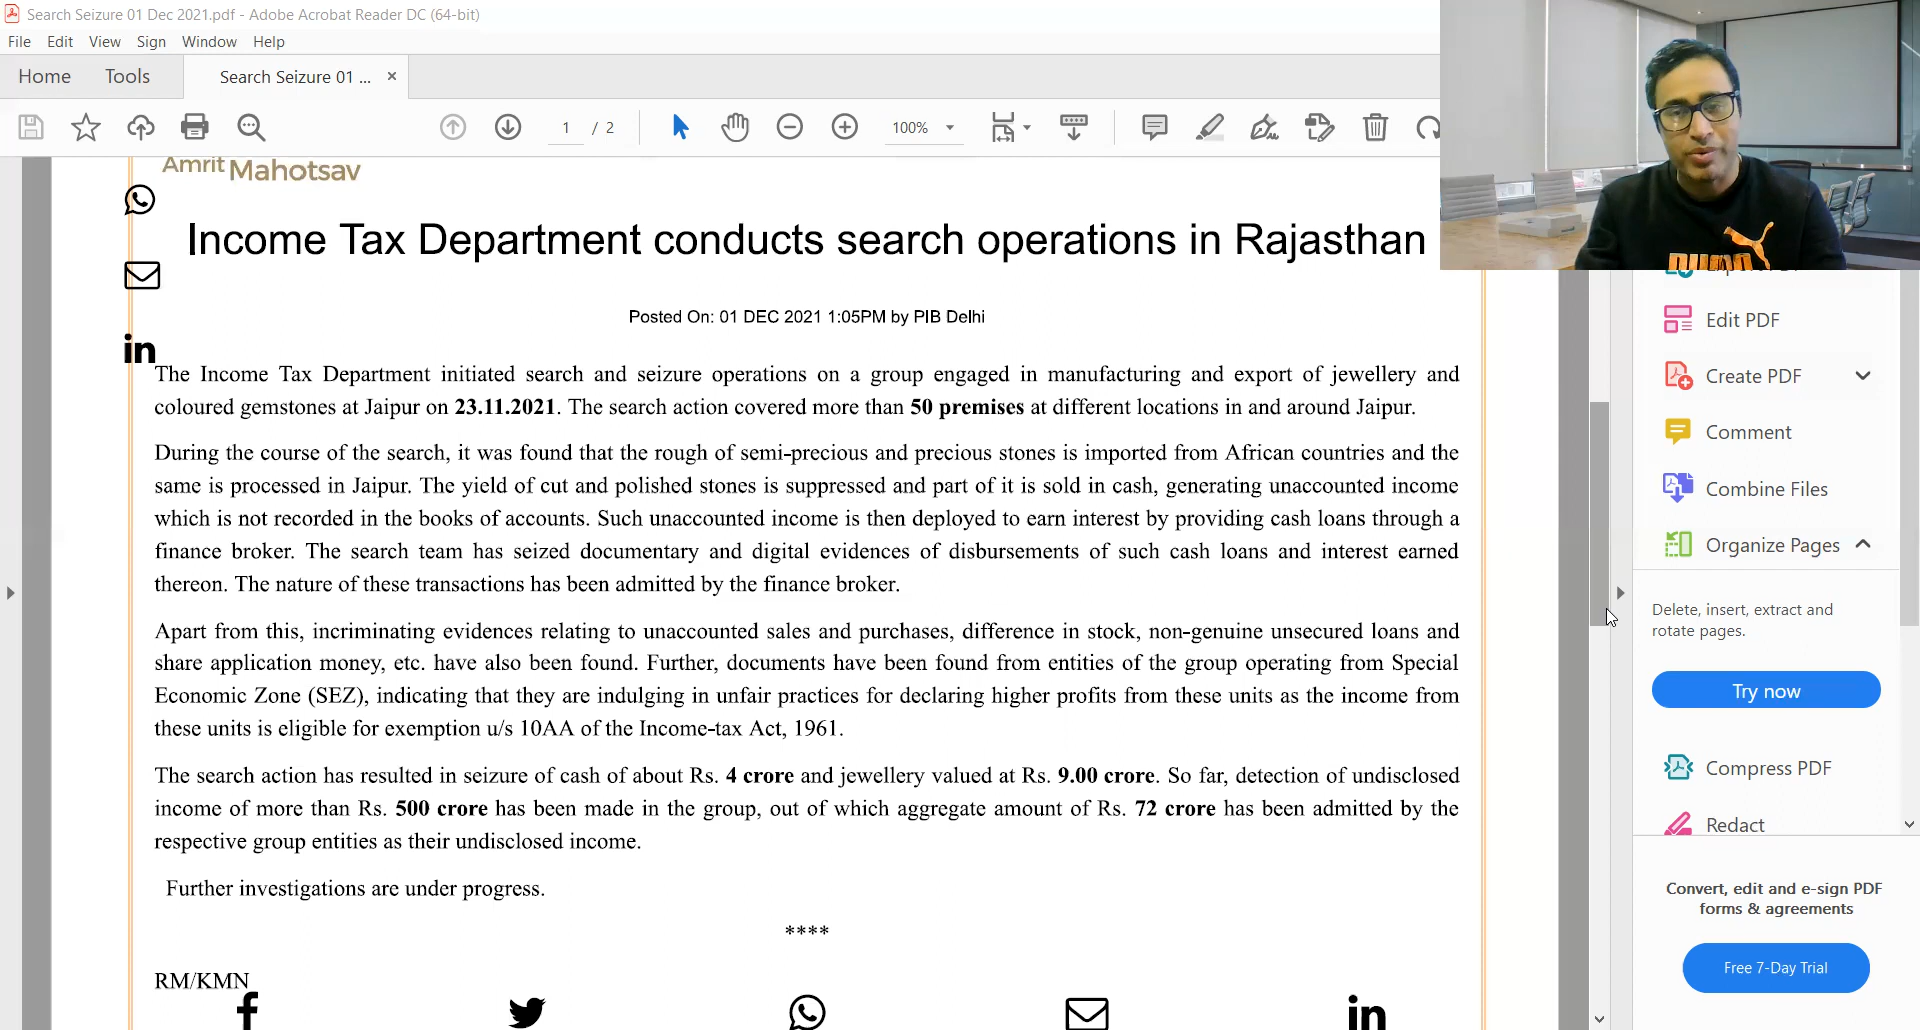 Search Seizure 01 Dec 2021.pdf - Adobe Acrobat Reader DC (64-bit)
File Edit View Sign Window Help
Home Tools Search Seizure 01 ... ×
1 / 2 100%
Amrit Mahotsav
Income Tax Department conducts search operations in Rajasthan
Posted On: 01 DEC 2021 1:05PM by PIB Delhi
The Income Tax Department initiated search and seizure operations on a group engaged in manufacturing and export of jewellery and
coloured gemstones at Jaipur on 23.11.2021. The search action covered more than 50 premises at different locations in and around Jaipur.
During the course of the search, it was found that the rough of semi-precious and precious stones is imported from African countries and the
same is processed in Jaipur. The yield of cut and polished stones is suppressed and part of it is sold in cash, generating unaccounted income
which is not recorded in the books of accounts. Such unaccounted income is then deployed to earn interest by providing cash loans through a
finance broker. The search team has seized documentary and digital evidences of disbursements of such cash loans and interest earned
thereon. The nature of these transactions has been admitted by the finance broker.
Apart from this, incriminating evidences relating to unaccounted sales and purchases, difference in stock, non-genuine unsecured loans and
share application money, etc. have also been found. Further, documents have been found from entities of the group operating from Special
Economic Zone (SEZ), indicating that they are indulging in unfair practices for declaring higher profits from these units as the income from
these units is eligible for exemption u/s 10AA of the Income-tax Act, 1961.
The search action has resulted in seizure of cash of about Rs. 4 crore and jewellery valued at Rs. 9.00 crore. So far, detection of undisclosed
income of more than Rs. 500 crore has been made in the group, out of which aggregate amount of Rs. 72 crore has been admitted by the
respective group entities as their undisclosed income.
Further investigations are under progress.
****
RM/KMN
in
in
Edit PDF
Create PDF
Comment
Combine Files
Organize Pages
Delete, insert, extract and
rotate pages.
Try now
Compress PDF
Redact
Convert, edit and e-sign PDF
forms & agreements
Free 7-Day Trial